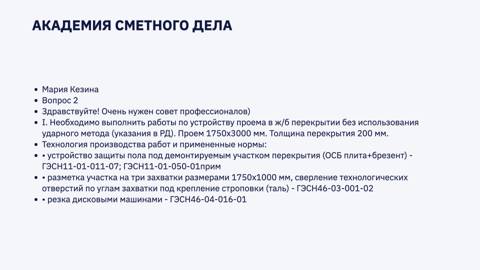 АКАДЕМИЯ СМЕТНОГО ДЕЛА
• Мария Кезина
• Вопрос 2
• Здравствуйте! Очень нужен совет профессионалов)
• I. Необходимо выполнить работы по устройству проема в ж/б перекрытии без использования
ударного метода (указания в РД). Проем 1750х3000 мм. Толщина перекрытия 200 мм.
• Технология производства работ и примененные нормы:
• • устройство защиты пола под демонтируемым участком перекрытия (ОСБ плита+брезент) -
ГЭСН11-01-011-07; ГЭСН11-01-050-01прим
• • разметка участка на три захватки размерами 1750х1000 мм, сверление технологических
отверстий по углам захватки под крепление строповки (таль) - ГЭСН46-03-001-02
• • резка дисковыми машинами - ГЭСН46-04-016-01